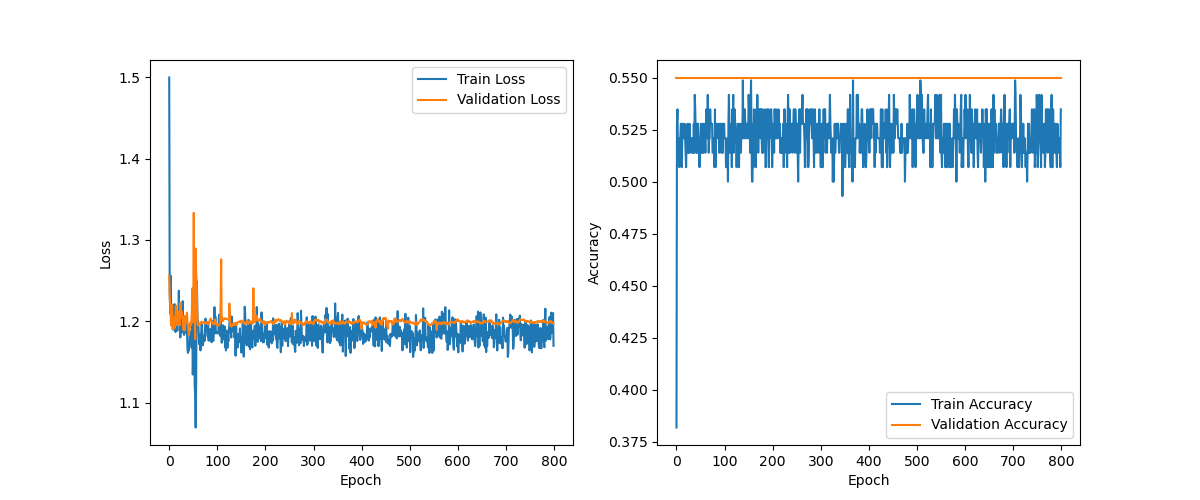 Train Loss
Validation Loss
1.5
1.4
1.3
1.2
1.1
Loss
0 100 200 300 400 500 600 700 800
Epoch
0.550
0.525
0.500
0.475
0.450
0.425
0.400
0.375
Accuracy
Train Accuracy
Validation Accuracy
0 100 200 300 400 500 600 700 800
Epoch